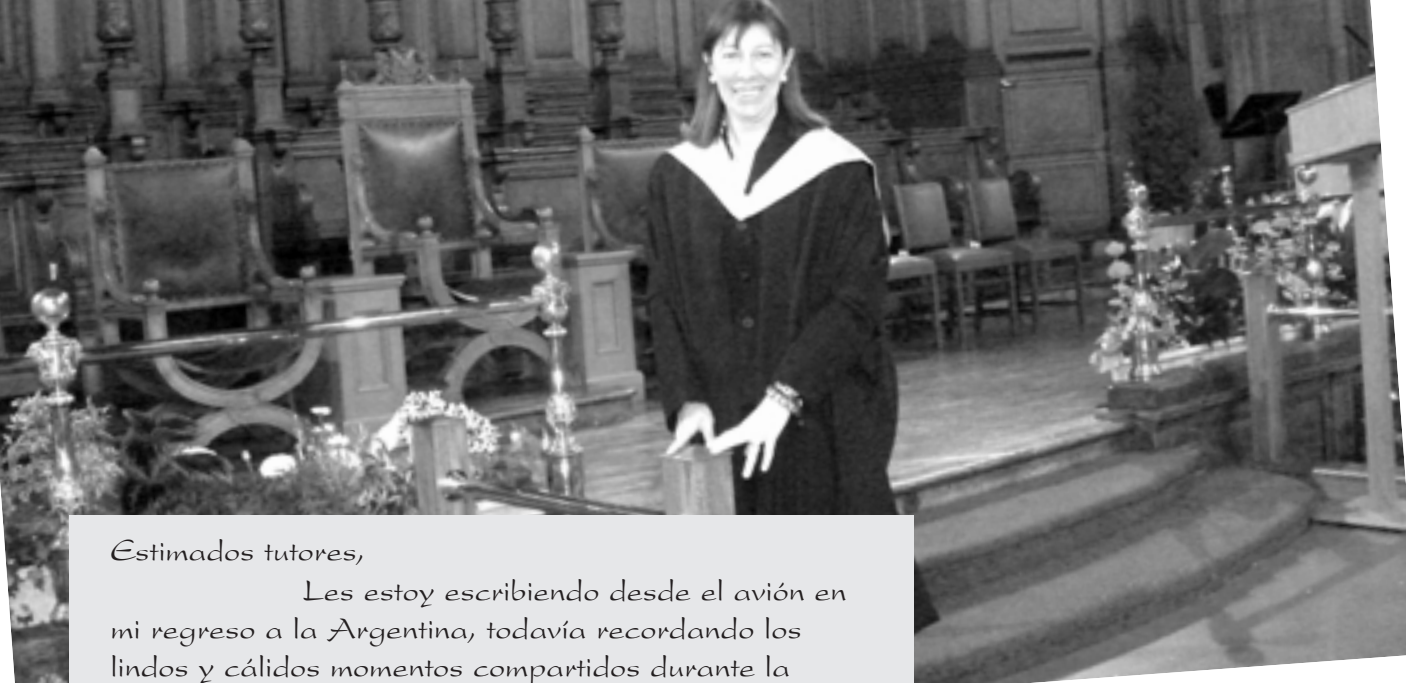 Estimados tutores,
Les estoy escribiendo desde el avión en
mi regreso a la Argentina, todavía recordando los
lindos y cálidos momentos compartidos durante la